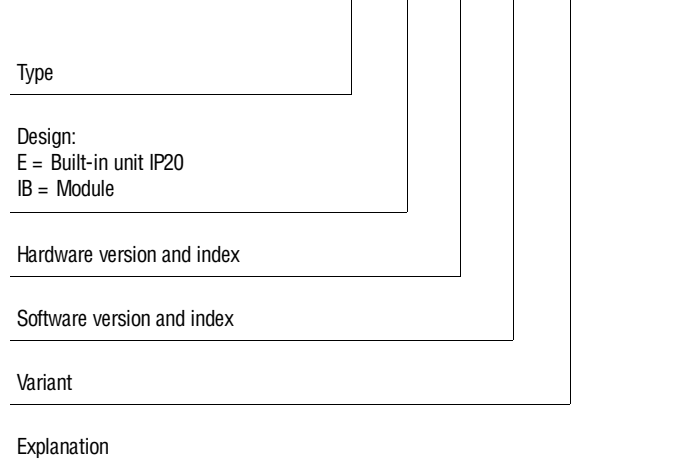 Type
Design:
E = Built-in unit IP20
IB = Module
Hardware version and index
Software version and index
Variant
Explanation